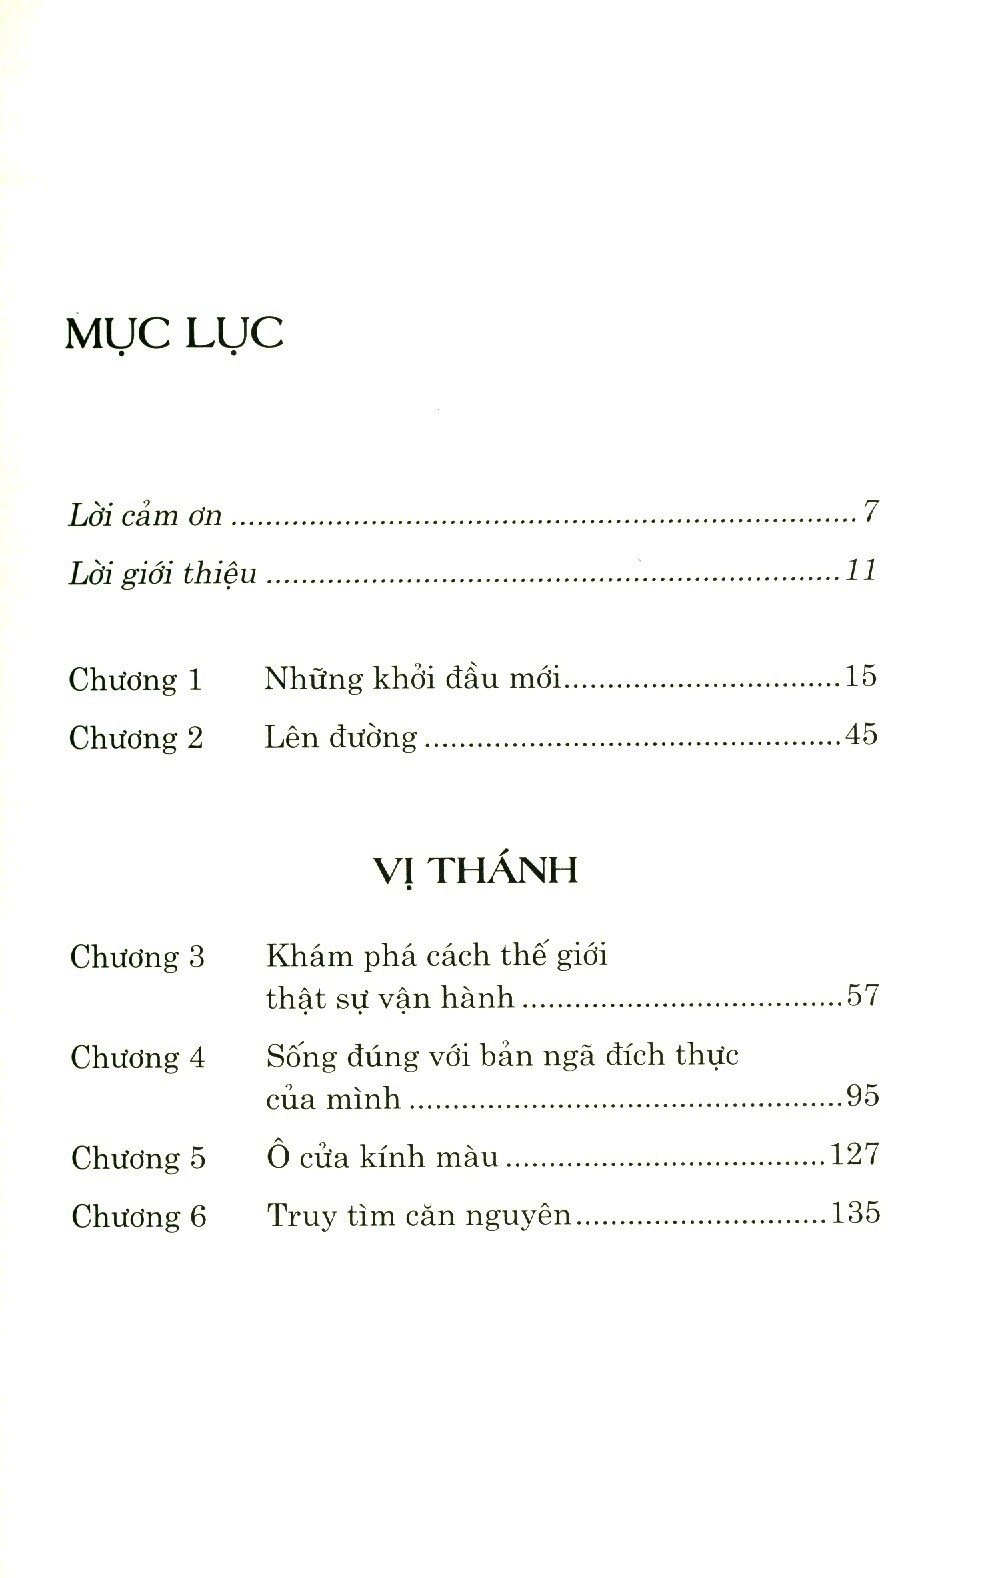 MỤC LỤC
Lời cảm ơn ........................................................................ 7
Lời giới thiệu .................................................................. 11
Chương 1 Những khởi đầu mới................................ 15
Chương 2 Lên đường ................................................ 45
VỊ THÁNH
Chương 3 Khám phá cách thế giới
thật sự vận hành ..................................... 57
Chương 4 Sống đúng với bản ngã đích thực
của mình .................................................. 95
Chương 5 Ô cửa kính màu ..................................... 127
Chương 6 Truy tìm căn nguyên............................. 135